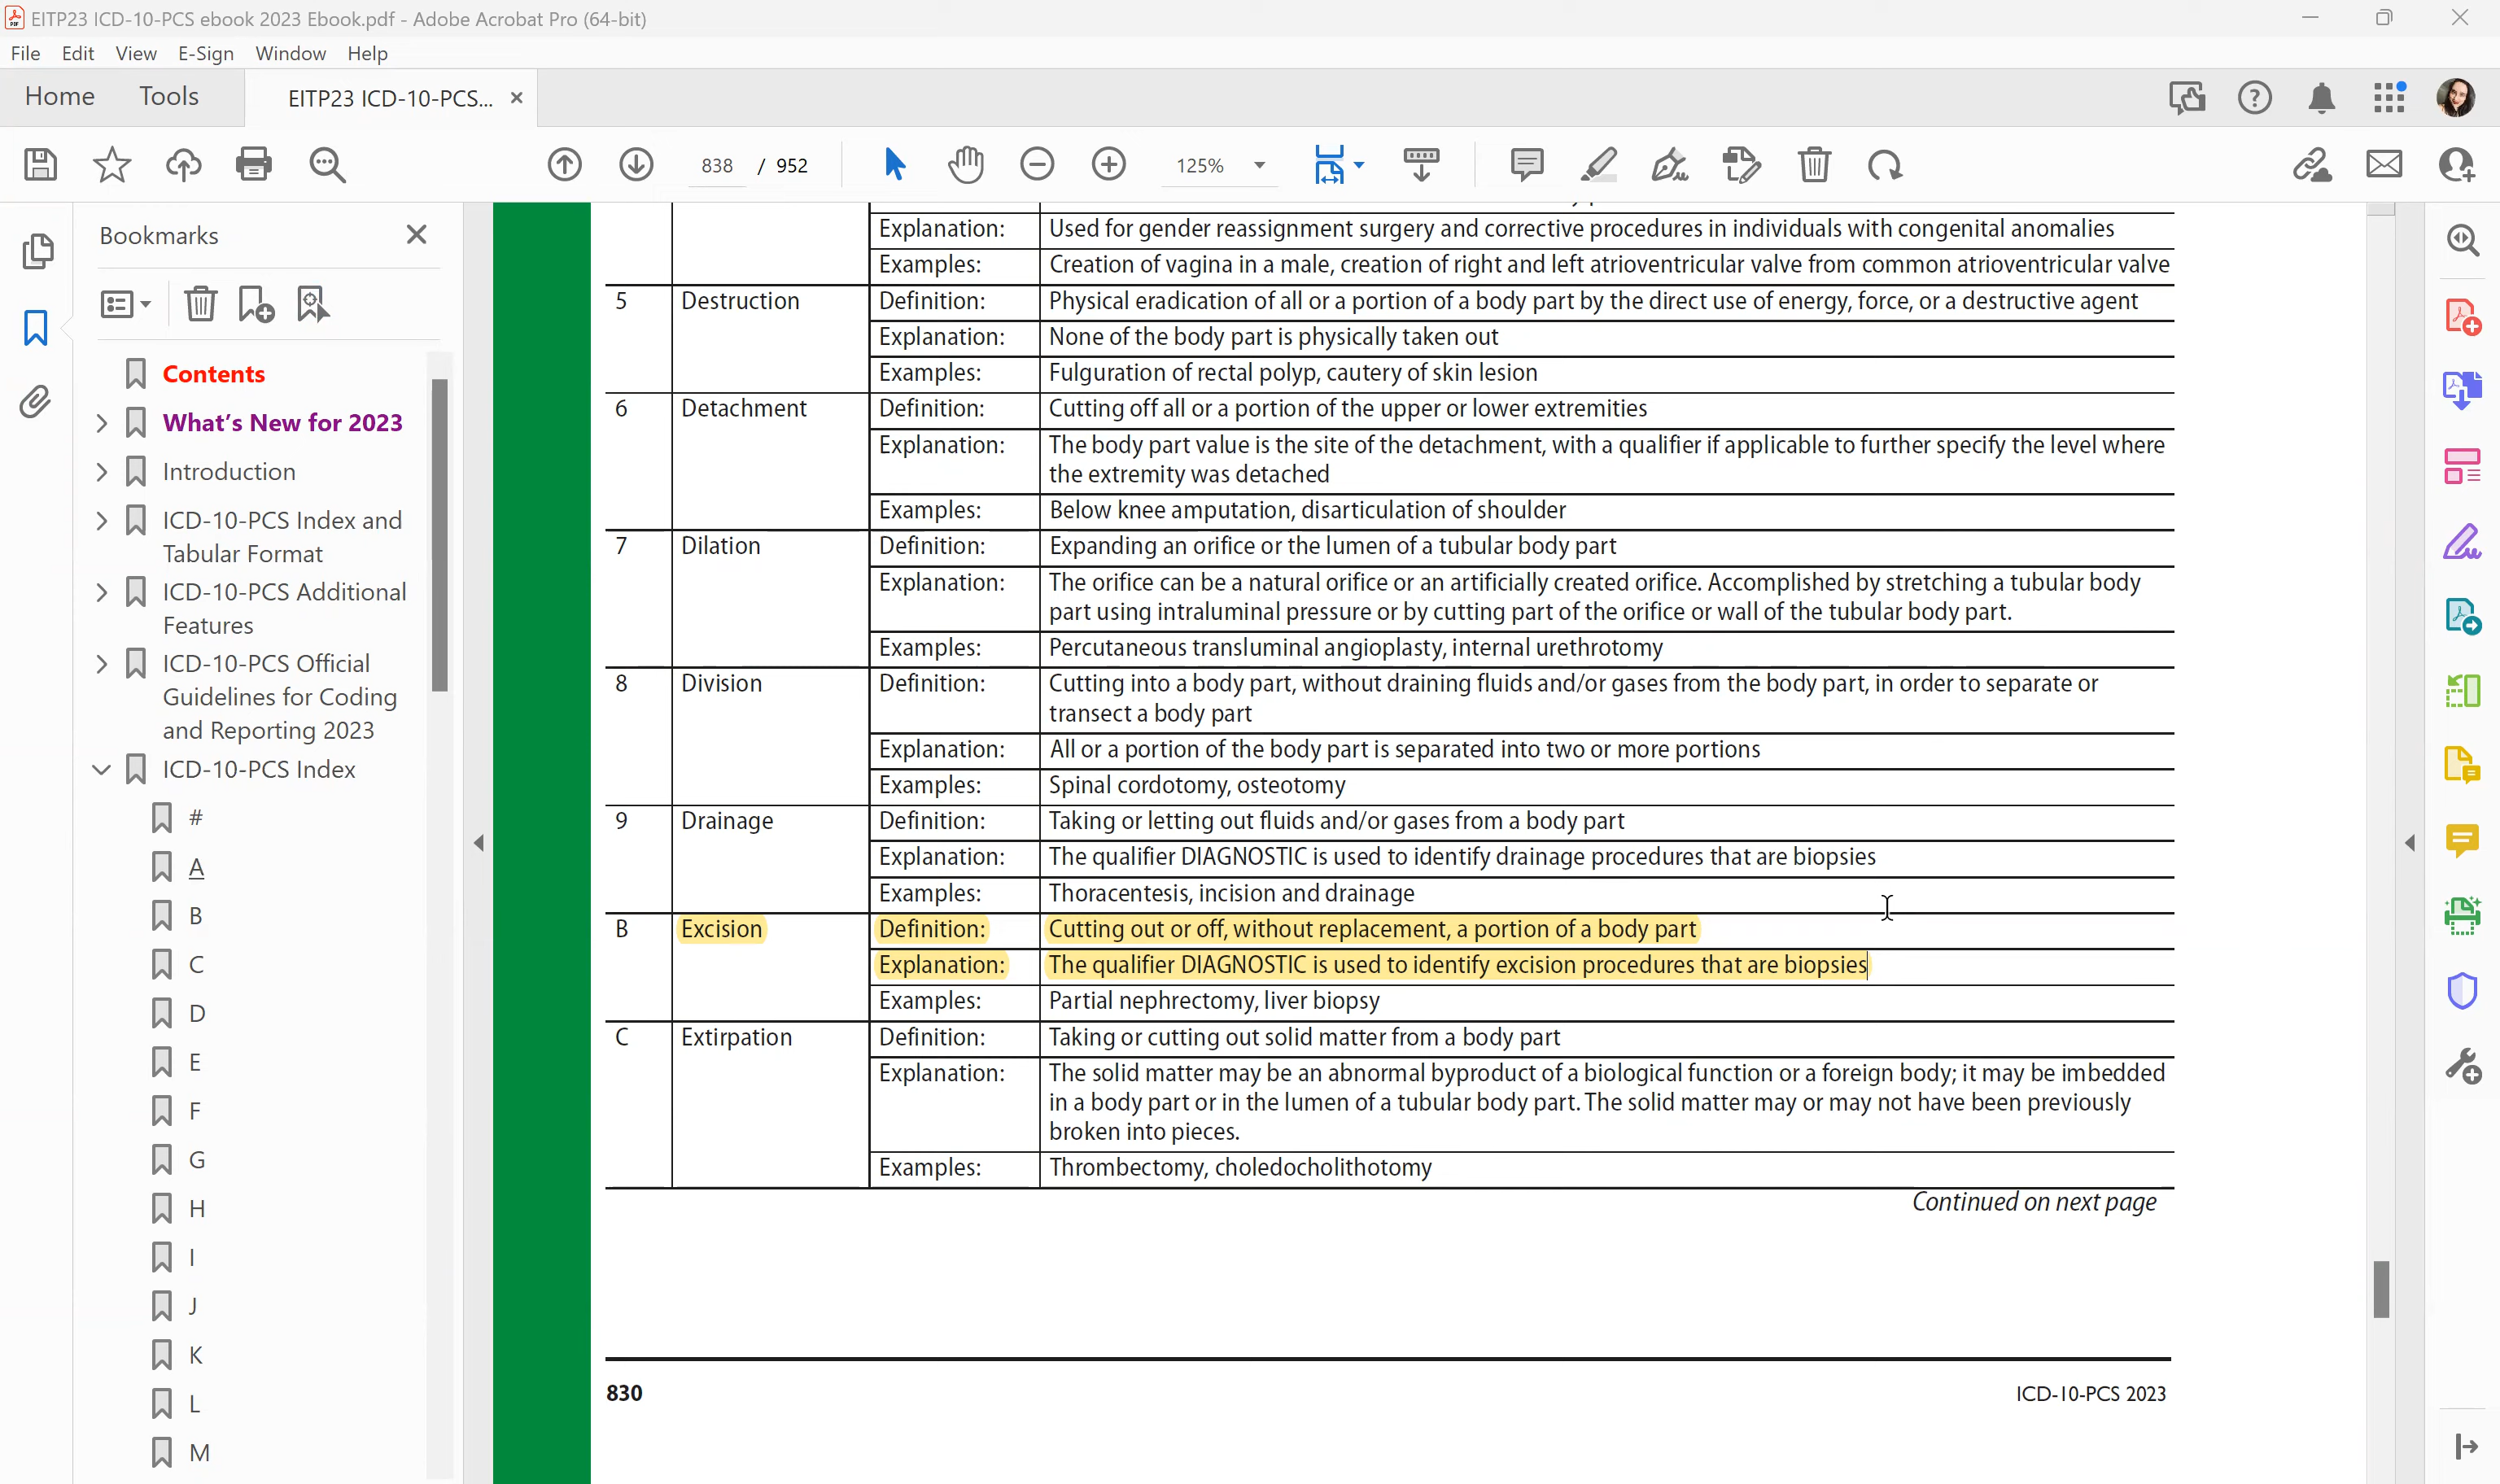 EITP23 ICD-10-PCS ebook 2023 Ebook.pdf - Adobe Acrobat Pro (64-bit)
File Edit View E-Sign Window Help
Home Tools EITP23 ICD-10-PCS...
838 / 952 125%
Bookmarks
Contents
What's New for 2023
Introduction
ICD-10-PCS Index and
Tabular Format
ICD-10-PCS Additional
Features
ICD-10-PCS Official
Guidelines for Coding
and Reporting 2023
ICD-10-PCS Index
#
A
B
C
D
E
F
G
H
I
J
K
L
M
Explanation: Used for gender reassignment surgery and corrective procedures in individuals with congenital anomalies
Examples: Creation of vagina in a male, creation of right and left atrioventricular valve from common atrioventricular valve
5 Destruction Definition: Physical eradication of all or a portion of a body part by the direct use of energy, force, or a destructive agent
Explanation: None of the body part is physically taken out
Examples: Fulguration of rectal polyp, cautery of skin lesion
6 Detachment Definition: Cutting off all or a portion of the upper or lower extremities
Explanation: The body part value is the site of the detachment, with a qualifier if applicable to further specify the level where
the extremity was detached
Examples: Below knee amputation, disarticulation of shoulder
7 Dilation Definition: Expanding an orifice or the lumen of a tubular body part
Explanation: The orifice can be a natural orifice or an artificially created orifice. Accomplished by stretching a tubular body
part using intraluminal pressure or by cutting part of the orifice or wall of the tubular body part.
Examples: Percutaneous transluminal angioplasty, internal urethrotomy
8 Division Definition: Cutting into a body part, without draining fluids and/or gases from the body part, in order to separate or
transect a body part
Explanation: All or a portion of the body part is separated into two or more portions
Examples: Spinal cordotomy, osteotomy
9 Drainage Definition: Taking or letting out fluids and/or gases from a body part
Explanation: The qualifier DIAGNOSTIC is used to identify drainage procedures that are biopsies
Examples: Thoracentesis, incision and drainage
B Excision Definition: Cutting out or off, without replacement, a portion of a body part
Explanation: The qualifier DIAGNOSTIC is used to identify excision procedures that are biopsies
Examples: Partial nephrectomy, liver biopsy
C Extirpation Definition: Taking or cutting out solid matter from a body part
Explanation: The solid matter may be an abnormal byproduct of a biological function or a foreign body; it may be imbedded
in a body part or in the lumen of a tubular body part. The solid matter may or may not have been previously
broken into pieces.
Examples: Thrombectomy, choledocholithotomy
Continued on next page
830 ICD-10-PCS 2023